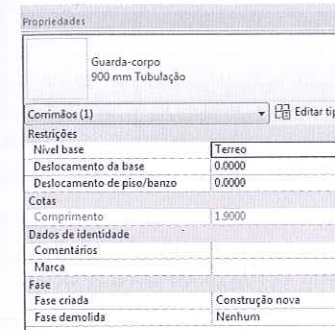 Propriedades
Guarda-corpo
900 mm Tubulação
Corrimãos (1)
Editar tip
Restrições
Nível base Terreo
Deslocamento da base 0.0000
Deslocamento de piso/banzo 0.0000
Cotas
Comprimento 1.9000
Dados de identidade
Comentários
Marca
Fase
Fase criada Construção nova
Fase demolida Nenhum